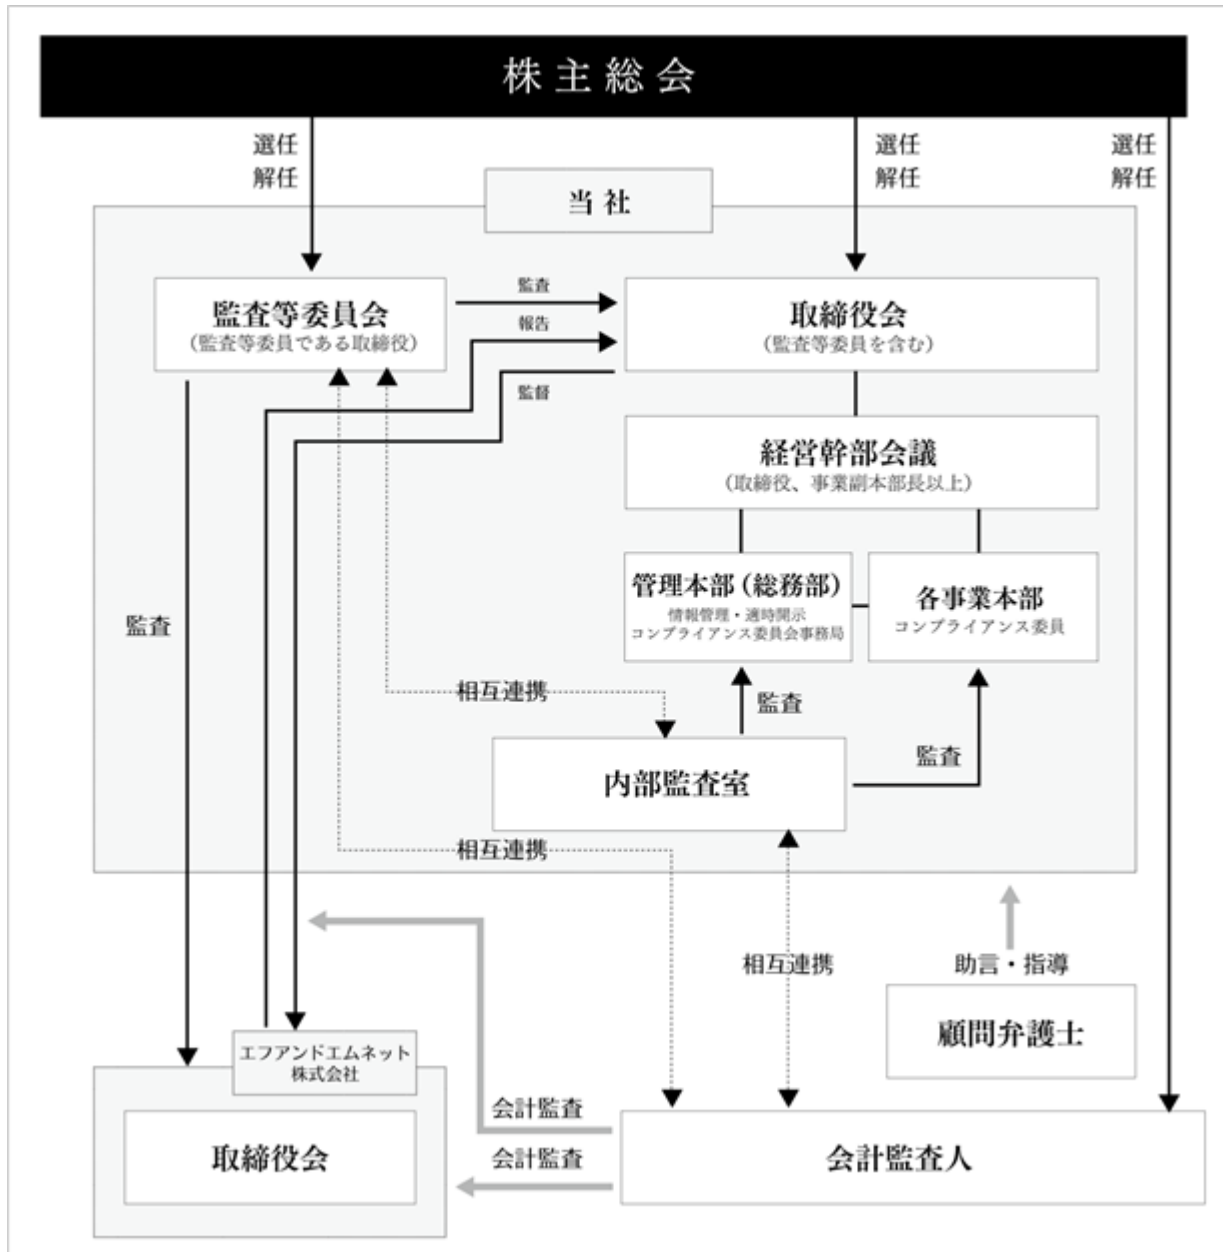 株主総会
選任
解任
選任
解任
選任
解任
当社
監査等委員会
（監査等委員である取締役）
監査
報告
監督
取締役会
（監査等委員を含む）
経営幹部会議
（取締役、事業副本部長以上）
管理本部（総務部）
情報管理・適時開示
コンプライアンス委員会事務局
各事業本部
コンプライアンス委員
監査
相互連携
監査
監査
内部監査室
相互連携
相互連携
助言・指導
顧問弁護士
エフアンドエムネット
株式会社
取締役会
会計監査
会計監査
会計監査人